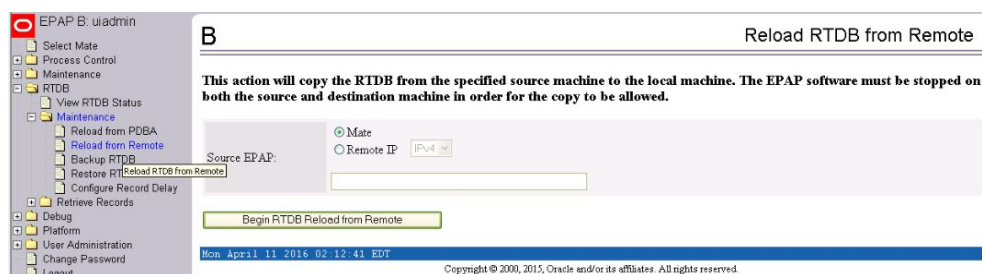 EPAP B: uiadmin
Select Mate
Process Control
Maintenance
RTDB
View RTDB Status
Maintenance
Reload from PDBA
Reload from Remote
Backup RTDB
Restore RT
Reload RTDB from Remote
Configure Record Delay
Retrieve Records
Debug
Platform
User Administration
Change Password
Logout
B
Reload RTDB from Remote
This action will copy the RTDB from the specified source machine to the local machine. The EPAP software must be stopped on
both the source and destination machine in order for the copy to be allowed.
Source EPAP:
Mate
Remote IP IPv4
Begin RTDB Reload from Remote
Mon April 11 2016 02:12:41 EDT
Copyright © 2000, 2015, Oracle and/or its affiliates. All rights reserved.